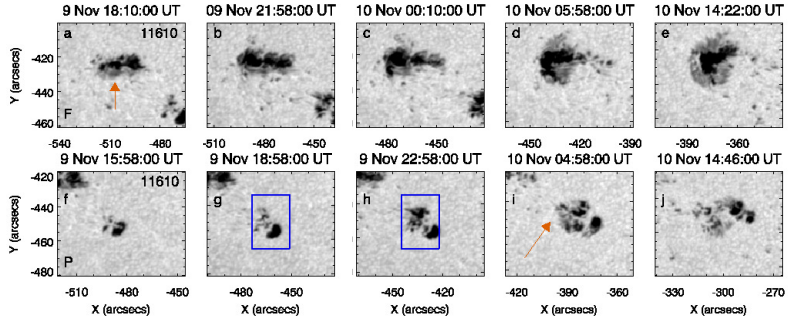 9 Nov 18:10:00 UT 09 Nov 21:58:00 UT 10 Nov 00:10:00 UT 10 Nov 05:58:00 UT 10 Nov 14:22:00 UT
a 11610 b c d e
Y (arcsecs) -420 -440 -460
F
-540 -510 -480 -510 -480 -450 -480 -450 -450 -420 -390 -390 -360
9 Nov 15:58:00 UT 9 Nov 18:58:00 UT 9 Nov 22:58:00 UT 10 Nov 04:58:00 UT 10 Nov 14:46:00 UT
f 11610 g h i j
Y (arcsecs) -420 -440 -460 -480
P
-510 -480 -450 -480 -450 -450 -420 -420 -390 -360 -330 -300 -270
X (arcsecs) X (arcsecs) X (arcsecs) X (arcsecs) X (arcsecs)